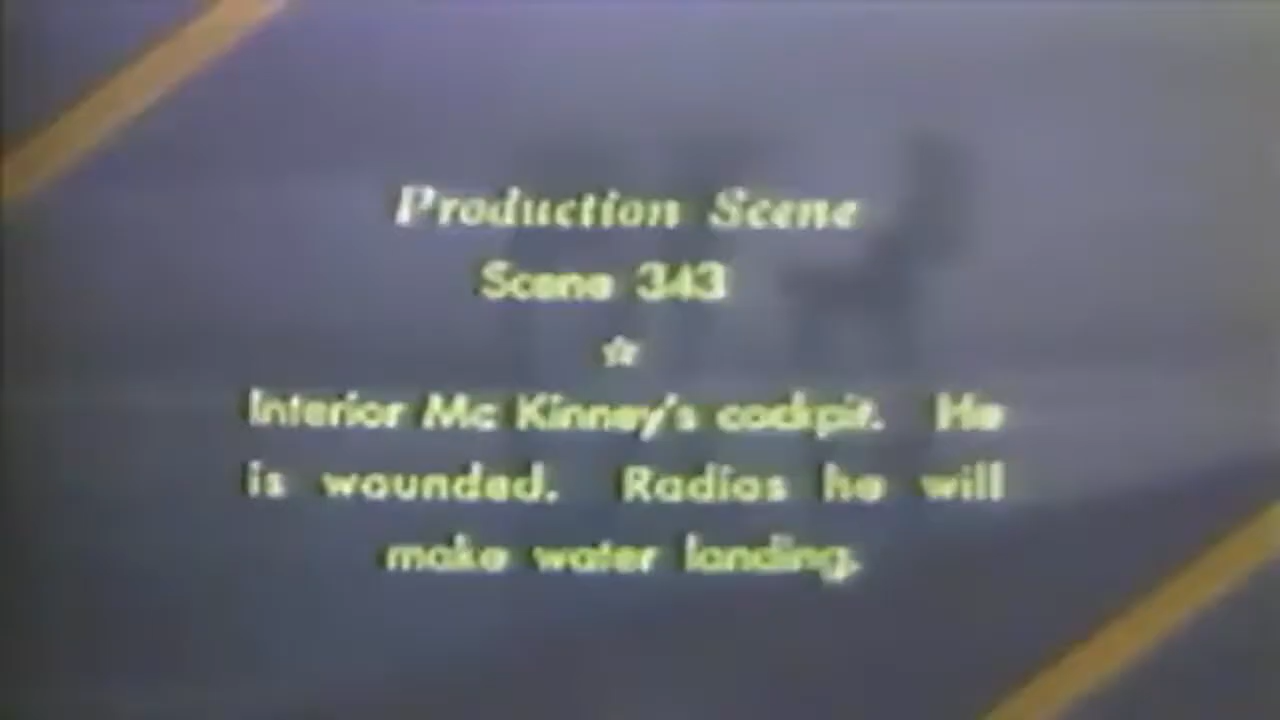 Production Scene
Scene 343
☆
Interior Mc Kinney's cockpit. He
is wounded. Radios he will
make water landing.